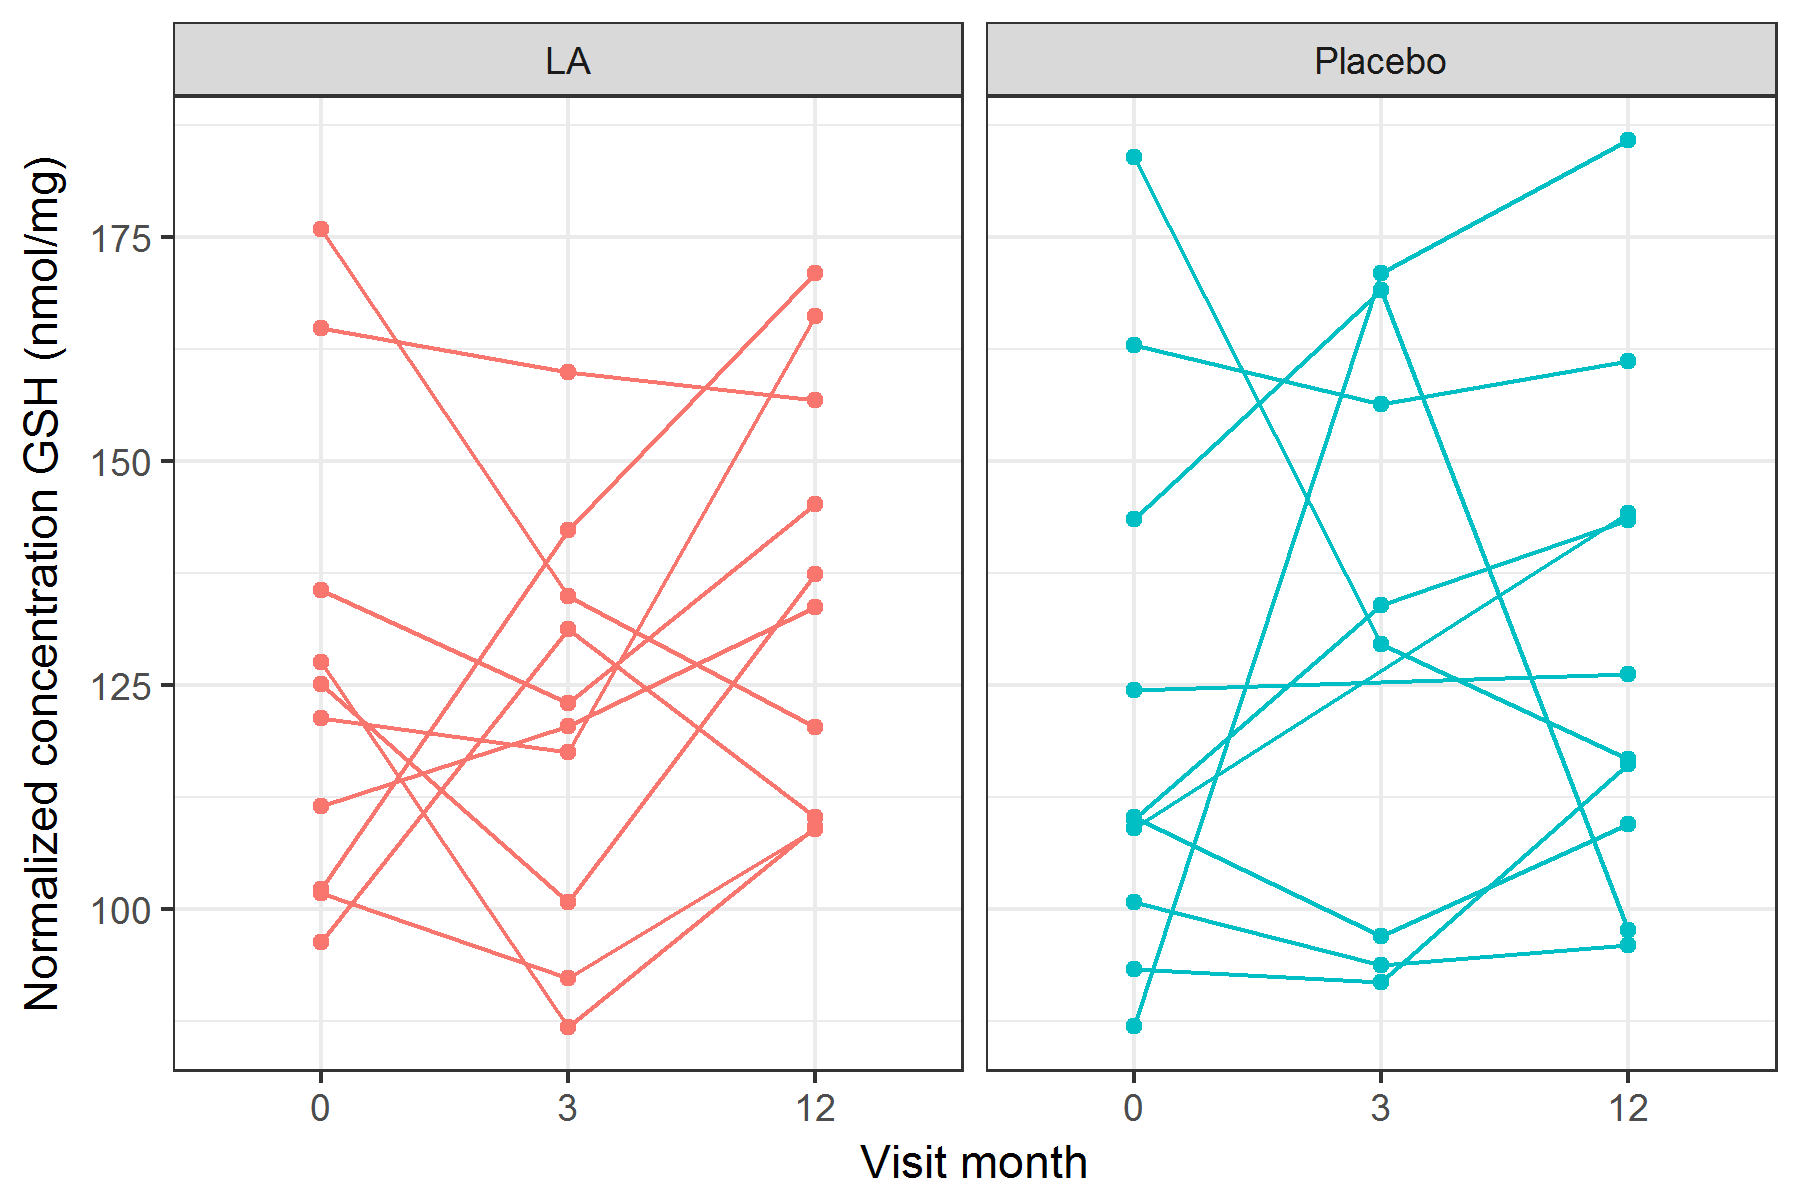 LA
Placebo
Normalized concentration GSH (nmol/mg)
175
150
125
100
0 3 12
0 3 12
Visit month